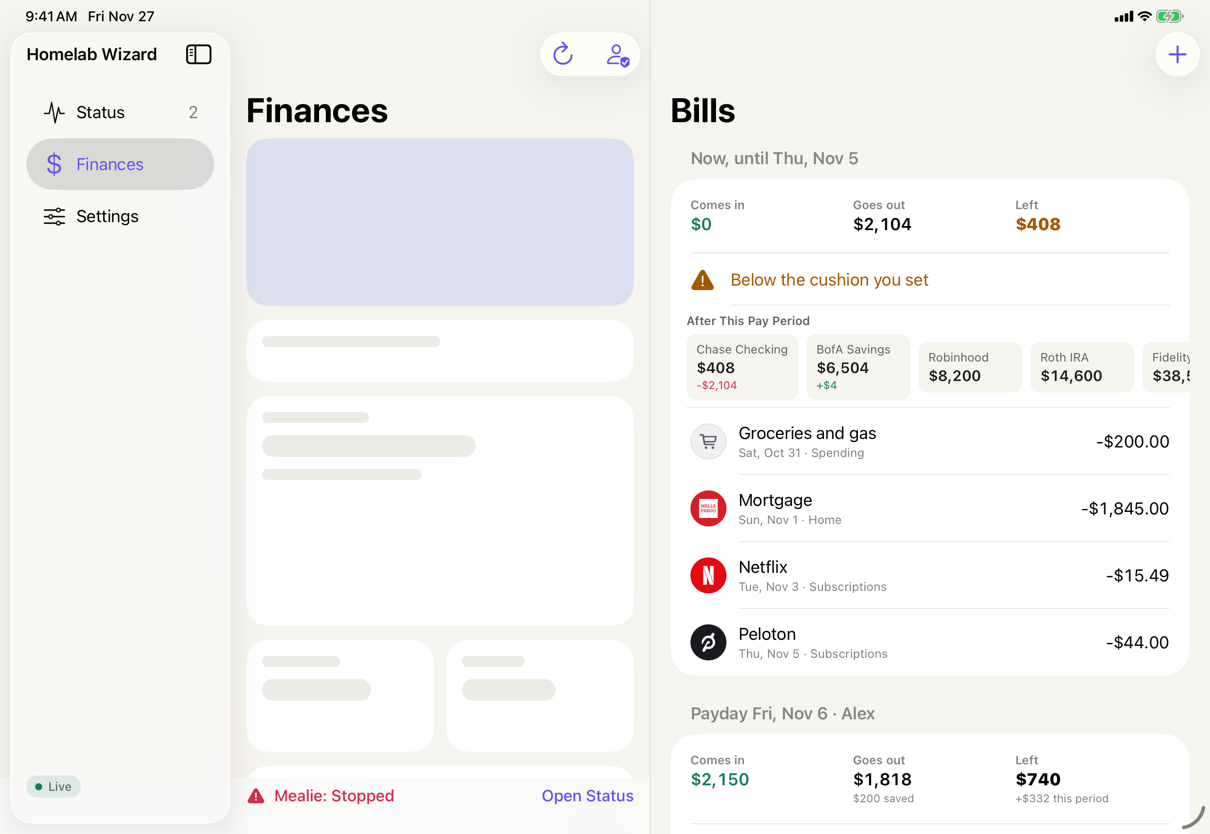 9:41 AM Fri Nov 27
Homelab Wizard
Status 2
Finances
Settings
Live
Finances
Mealie: Stopped
Open Status
Bills
Now, until Thu, Nov 5
Comes in Goes out Left
$0 $2,104 $408
Below the cushion you set
After This Pay Period
Chase Checking
$408
-$2,104
BofA Savings
$6,504
+$4
Robinhood
$8,200
Roth IRA
$14,600
Fidelity
$38,5
Groceries and gas
Sat, Oct 31 · Spending
-$200.00
WELLS
FARGO
Mortgage
Sun, Nov 1 · Home
-$1,845.00
N
Netflix
Tue, Nov 3 · Subscriptions
-$15.49
Peloton
Thu, Nov 5 · Subscriptions
-$44.00
Payday Fri, Nov 6 · Alex
Comes in Goes out Left
$2,150 $1,818 $740
$200 saved +$332 this period